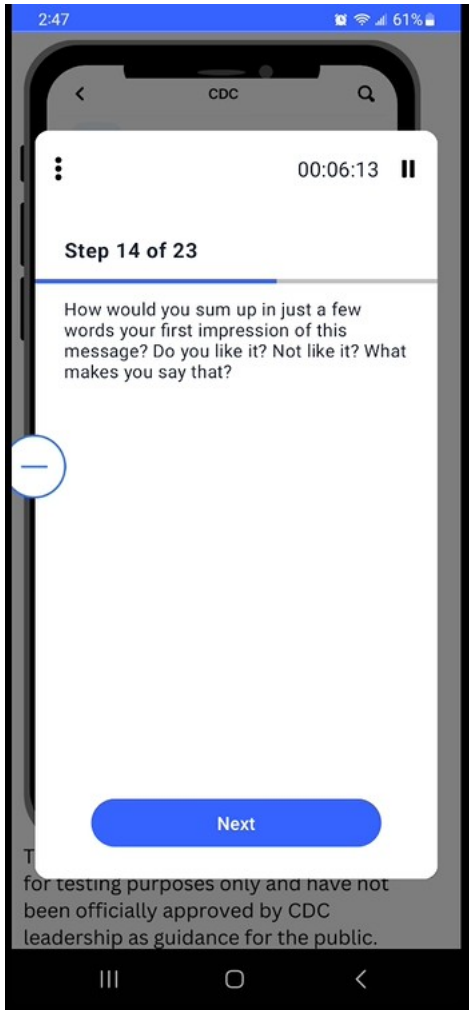 2:47 61%
CDC
00:06:13
Step 14 of 23
How would you sum up in just a few
words your first impression of this
message? Do you like it? Not like it? What
makes you say that?
Next
T
for testing purposes only and have not
been officially approved by CDC
leadership as guidance for the public.